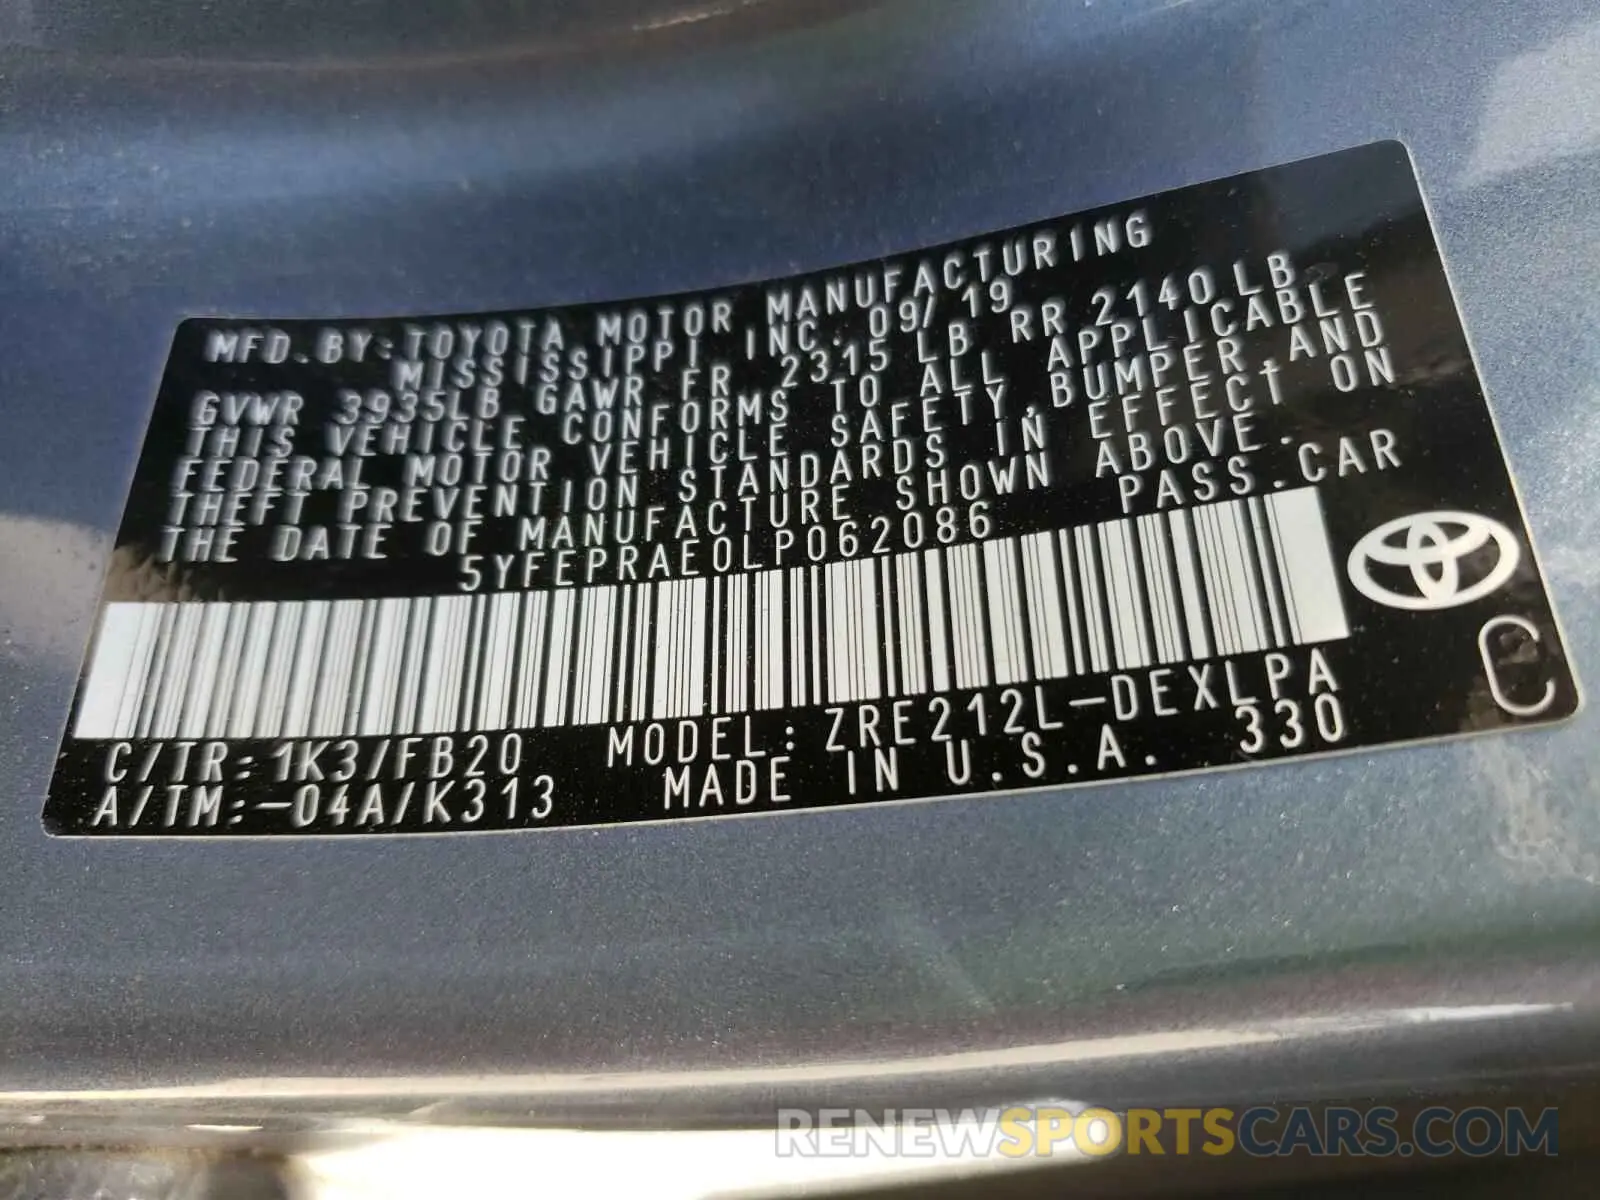 MFD. BY: TOYOTA MOTOR MANUFACTURING
MISSISSIPPI, INC. 09/19
GVWR 3935LB GAWR FR 2315 LB RR 2140 LB
THIS VEHICLE CONFORMS TO ALL APPLICABLE
FEDERAL MOTOR VEHICLE SAFETY, BUMPER, AND
THEFT PREVENTION STANDARDS IN EFFECT ON
THE DATE OF MANUFACTURE SHOWN ABOVE.
5YFEPRAE0LP062086 PASS. CAR
C/TR: 1K3/FB20 MODEL: ZRE212L-DEXLPA
A/TM: -04A/K313 MADE IN U.S.A. 330
C
RENEWSPORTSCARS.COM